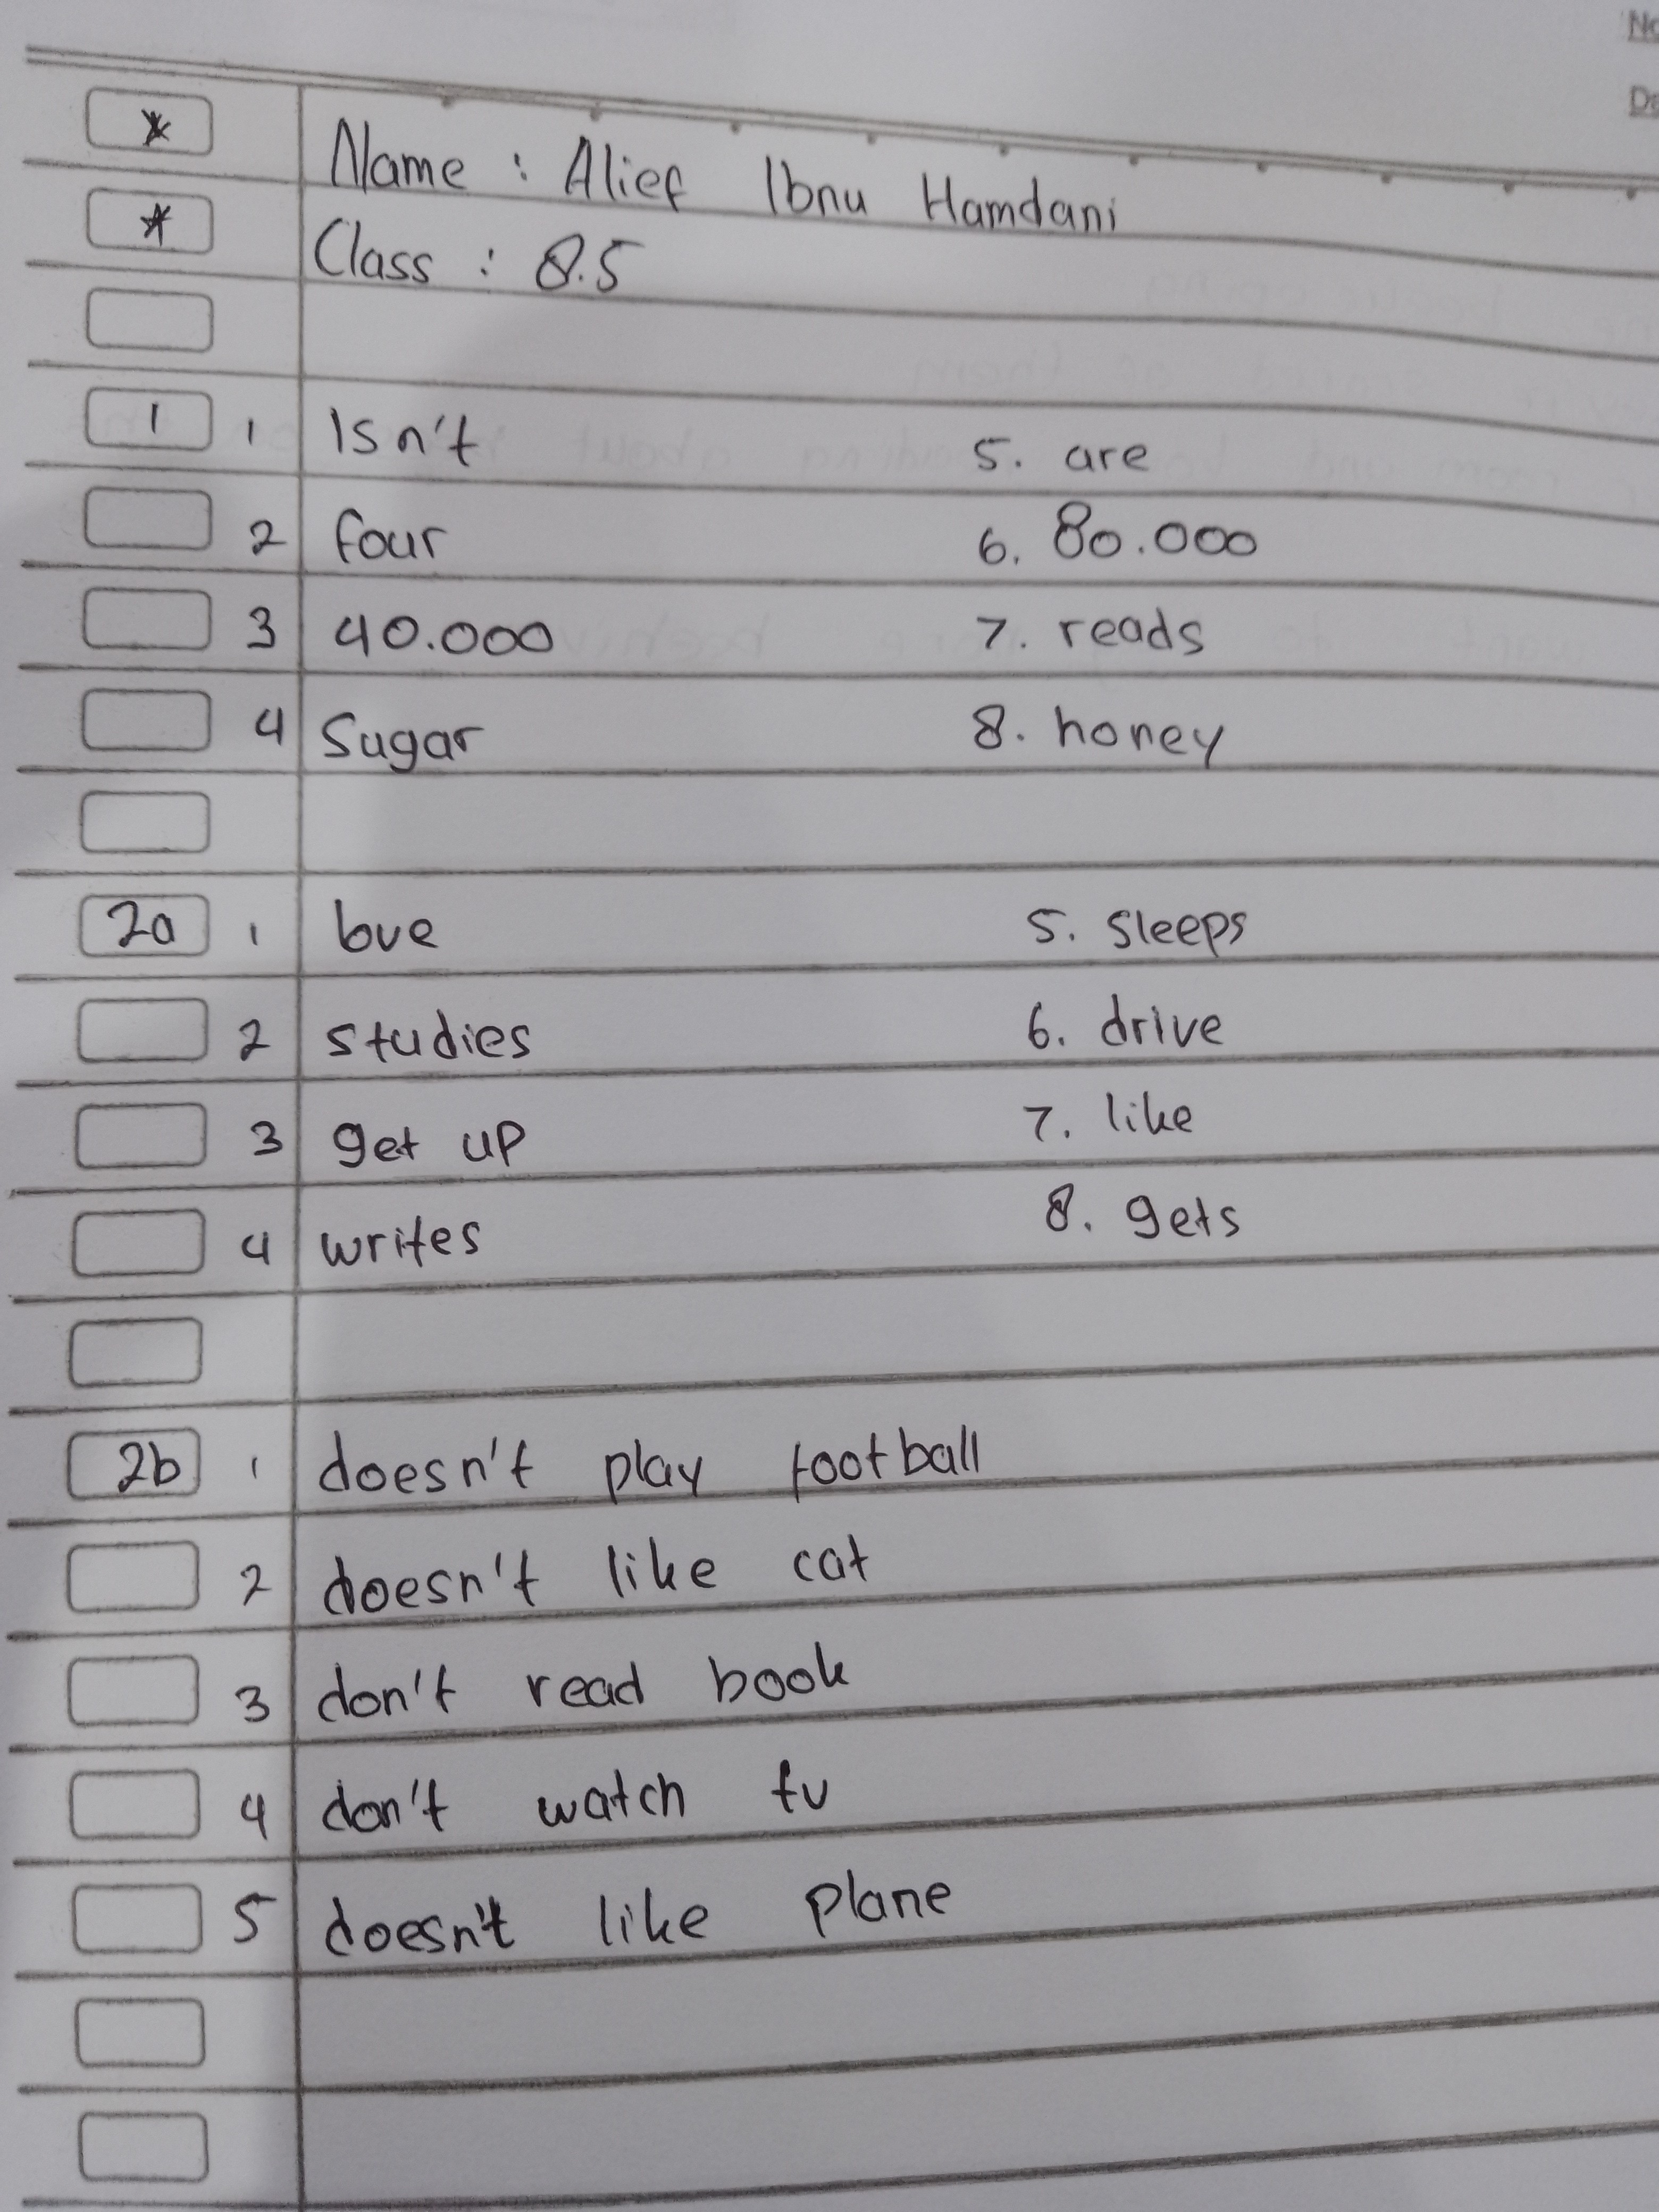 No
Da
* Name : Alief Ibnu Hamdani
* Class : 8.5
1 1 Isn't 5. are
2 four 6. 80.000
3 40.000 7. reads
4 Sugar 8. honey
2a 1 love 5. sleeps
2 studies 6. drive
3 get up 7. like
4 writes 8. gets
2b 1 doesn't play football
2 doesn't like cat
3 don't read book
4 don't watch tv
5 doesn't like plane